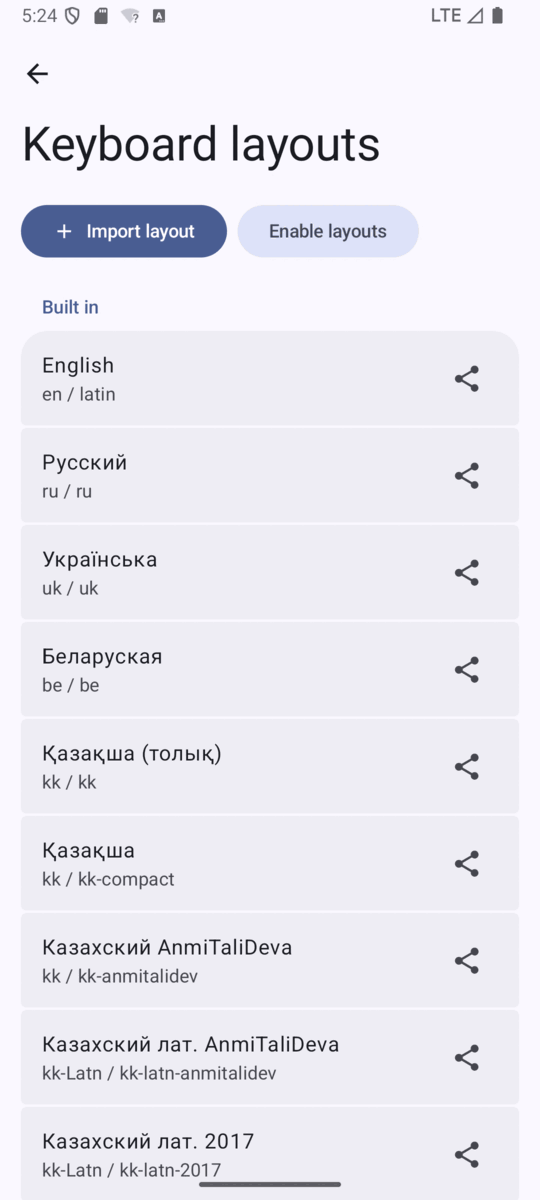 5:24
LTE
Keyboard layouts
+ Import layout
Enable layouts
Built in
English
en / latin
Русский
ru / ru
Українська
uk / uk
Беларуская
be / be
Қазақша (толық)
kk / kk
Қазақша
kk / kk-compact
Казахский AnmiTaliDeva
kk / kk-anmitalidev
Казахский лат. AnmiTaliDeva
kk-Latn / kk-latn-anmitalidev
Казахский лат. 2017
kk-Latn / kk-latn-2017